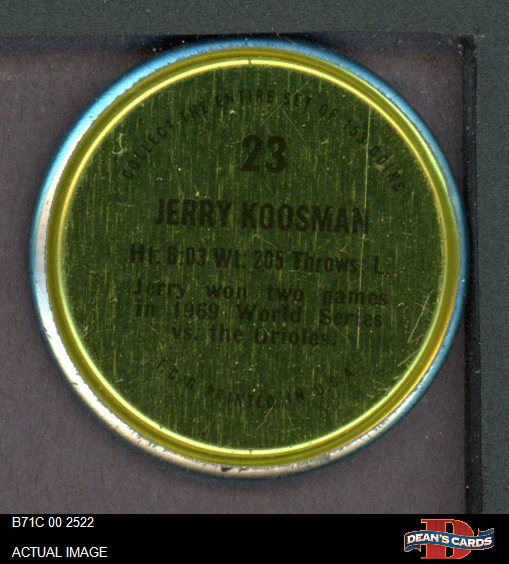 COLLECT THE ENTIRE SET OF 153 COINS
23
JERRY KOOSMAN
Ht. 6:03 Wt. 205 Throws: L.
Jerry won two games
in 1969 World Series
vs. the Orioles.
T.C.G. PRINTED IN U.S.A.
B71C 00 2522
ACTUAL IMAGE
D
DEAN'S CARDS